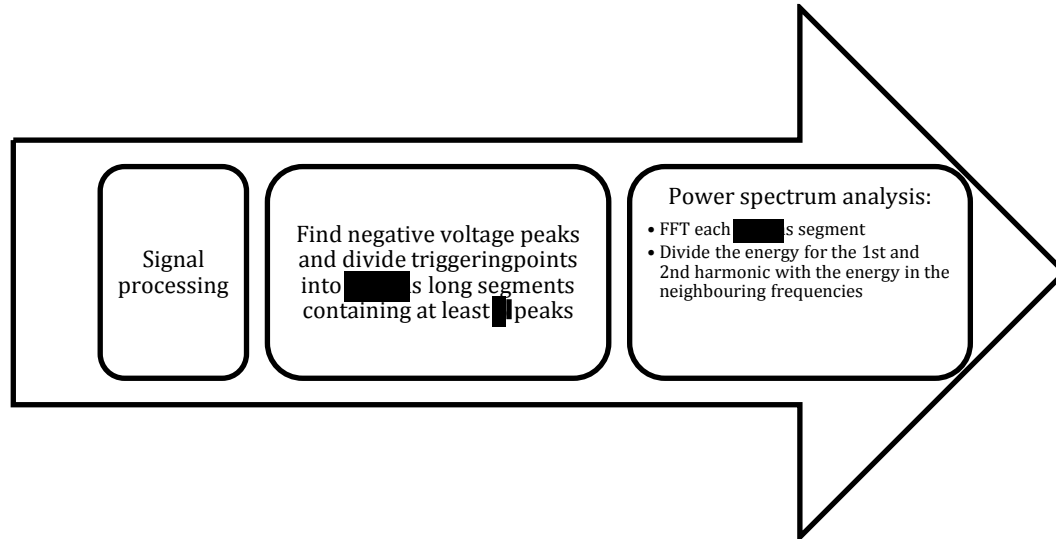 Signal
processing
Find negative voltage peaks
and divide triggeringpoints
into s long segments
containing at least peaks
Power spectrum analysis:
• FFT each s segment
• Divide the energy for the 1st and
2nd harmonic with the energy in the
neighbouring frequencies